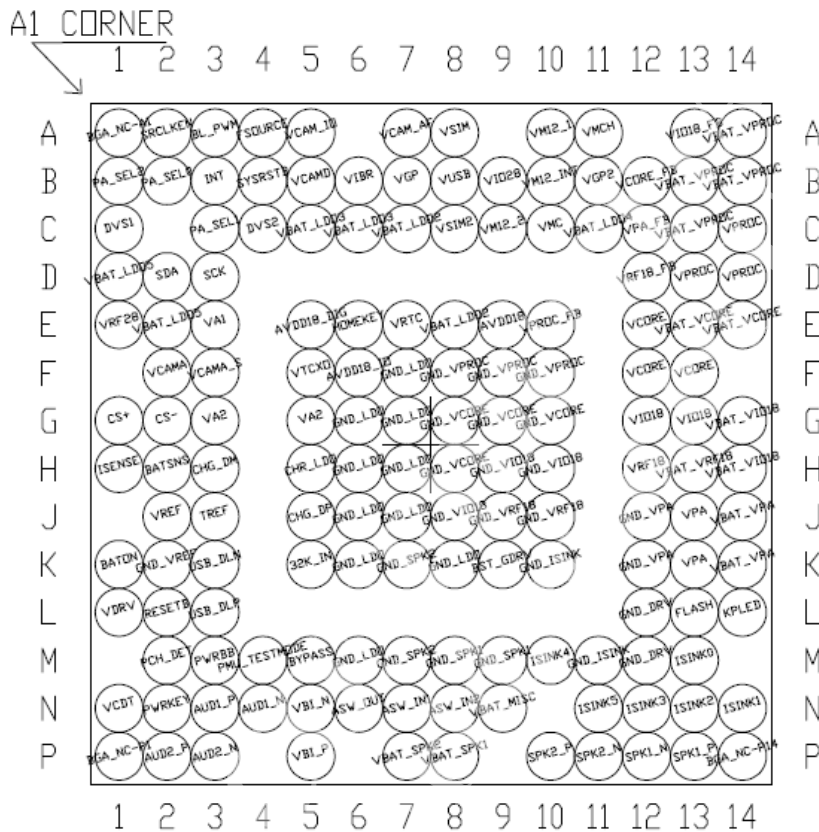 A1 CORNER
1 2 3 4 5 6 7 8 9 10 11 12 13 14
A BGA_NC-A1 SRCLKEN BL_PWM FSOURCE VCAM_IO VCAM_AF VSIM VM12_1 VMCH VIO18_FB VBAT_VPROC A
B PA_SEL2 INT SYSRSTB VCAMD VIBR VGP VUSB VIO28 VM12_INT VGP2 VCORE_FB VBAT_VPROC VBAT_VPROC B
C DVS1 PA_SEL1 DVS2 VBAT_LDO3 VBAT_LDO3 VBAT_LDO2 VSIM2 VM12_2 VMC VBAT_LDO4 VPA_FB VBAT_VPROC VPROC C
D VBAT_LDO5 SDA SCK VRF18_FB VPROC VPROC D
E VRF28 VBAT_LDO5 VA1 AVDD18_DIG HOMEKEY VRTC VBAT_LDO2 AVDD18 VPROC_FB VCORE VBAT_VCORE VBAT_VCORE E
F VCAMA VCAMA_S VTCXO AVDD18_IO GND_LDO GND_VPROC GND_VPROC GND_VPROC VCORE VCORE F
G CS+ CS- VA2 VA2 GND_LDO GND_LDO GND_VCORE GND_VCORE GND_VCORE VIO18 VIO18 VBAT_VIO18 G
H ISENSE BATSNS CHG_DM CHR_LDO GND_LDO GND_LDO GND_VCORE GND_VIO18 GND_VIO18 VRF18 VBAT_VRF18 VBAT_VIO18 H
J VREF TREF CHG_DP GND_LDO GND_LDO GND_VIO18 GND_VRF18 GND_VRF18 GND_VPA VPA VBAT_VPA J
K BATON GND_VREF USB_DLM 32K_IN GND_LDO GND_SPK2 GND_LDO BST_GDRV GND_ISINK GND_VPA VPA VBAT_VPA K
L VDRV RESETB USB_DLP GND_DRV FLASH KPLED L
M PCH_DET PWRBB PMU_TESTMODE BYPASS GND_LDO GND_SPK2 GND_SPK1 GND_SPK1 ISINK4 GND_ISINK GND_DRV ISINK0 M
N VCDT PWRKEY AUD1_P AUD1_N VBI_N ASW_OUT ASW_IN1 ASW_IN2 VBAT_MISC ISINK5 ISINK3 ISINK2 ISINK1 N
P BGA_NC-P1 AUD2_P AUD2_N VBI_P VBAT_SPK2 VBAT_SPK1 SPK2_P SPK2_N SPK1_N SPK1_P BGA_NC-P14 P
1 2 3 4 5 6 7 8 9 10 11 12 13 14